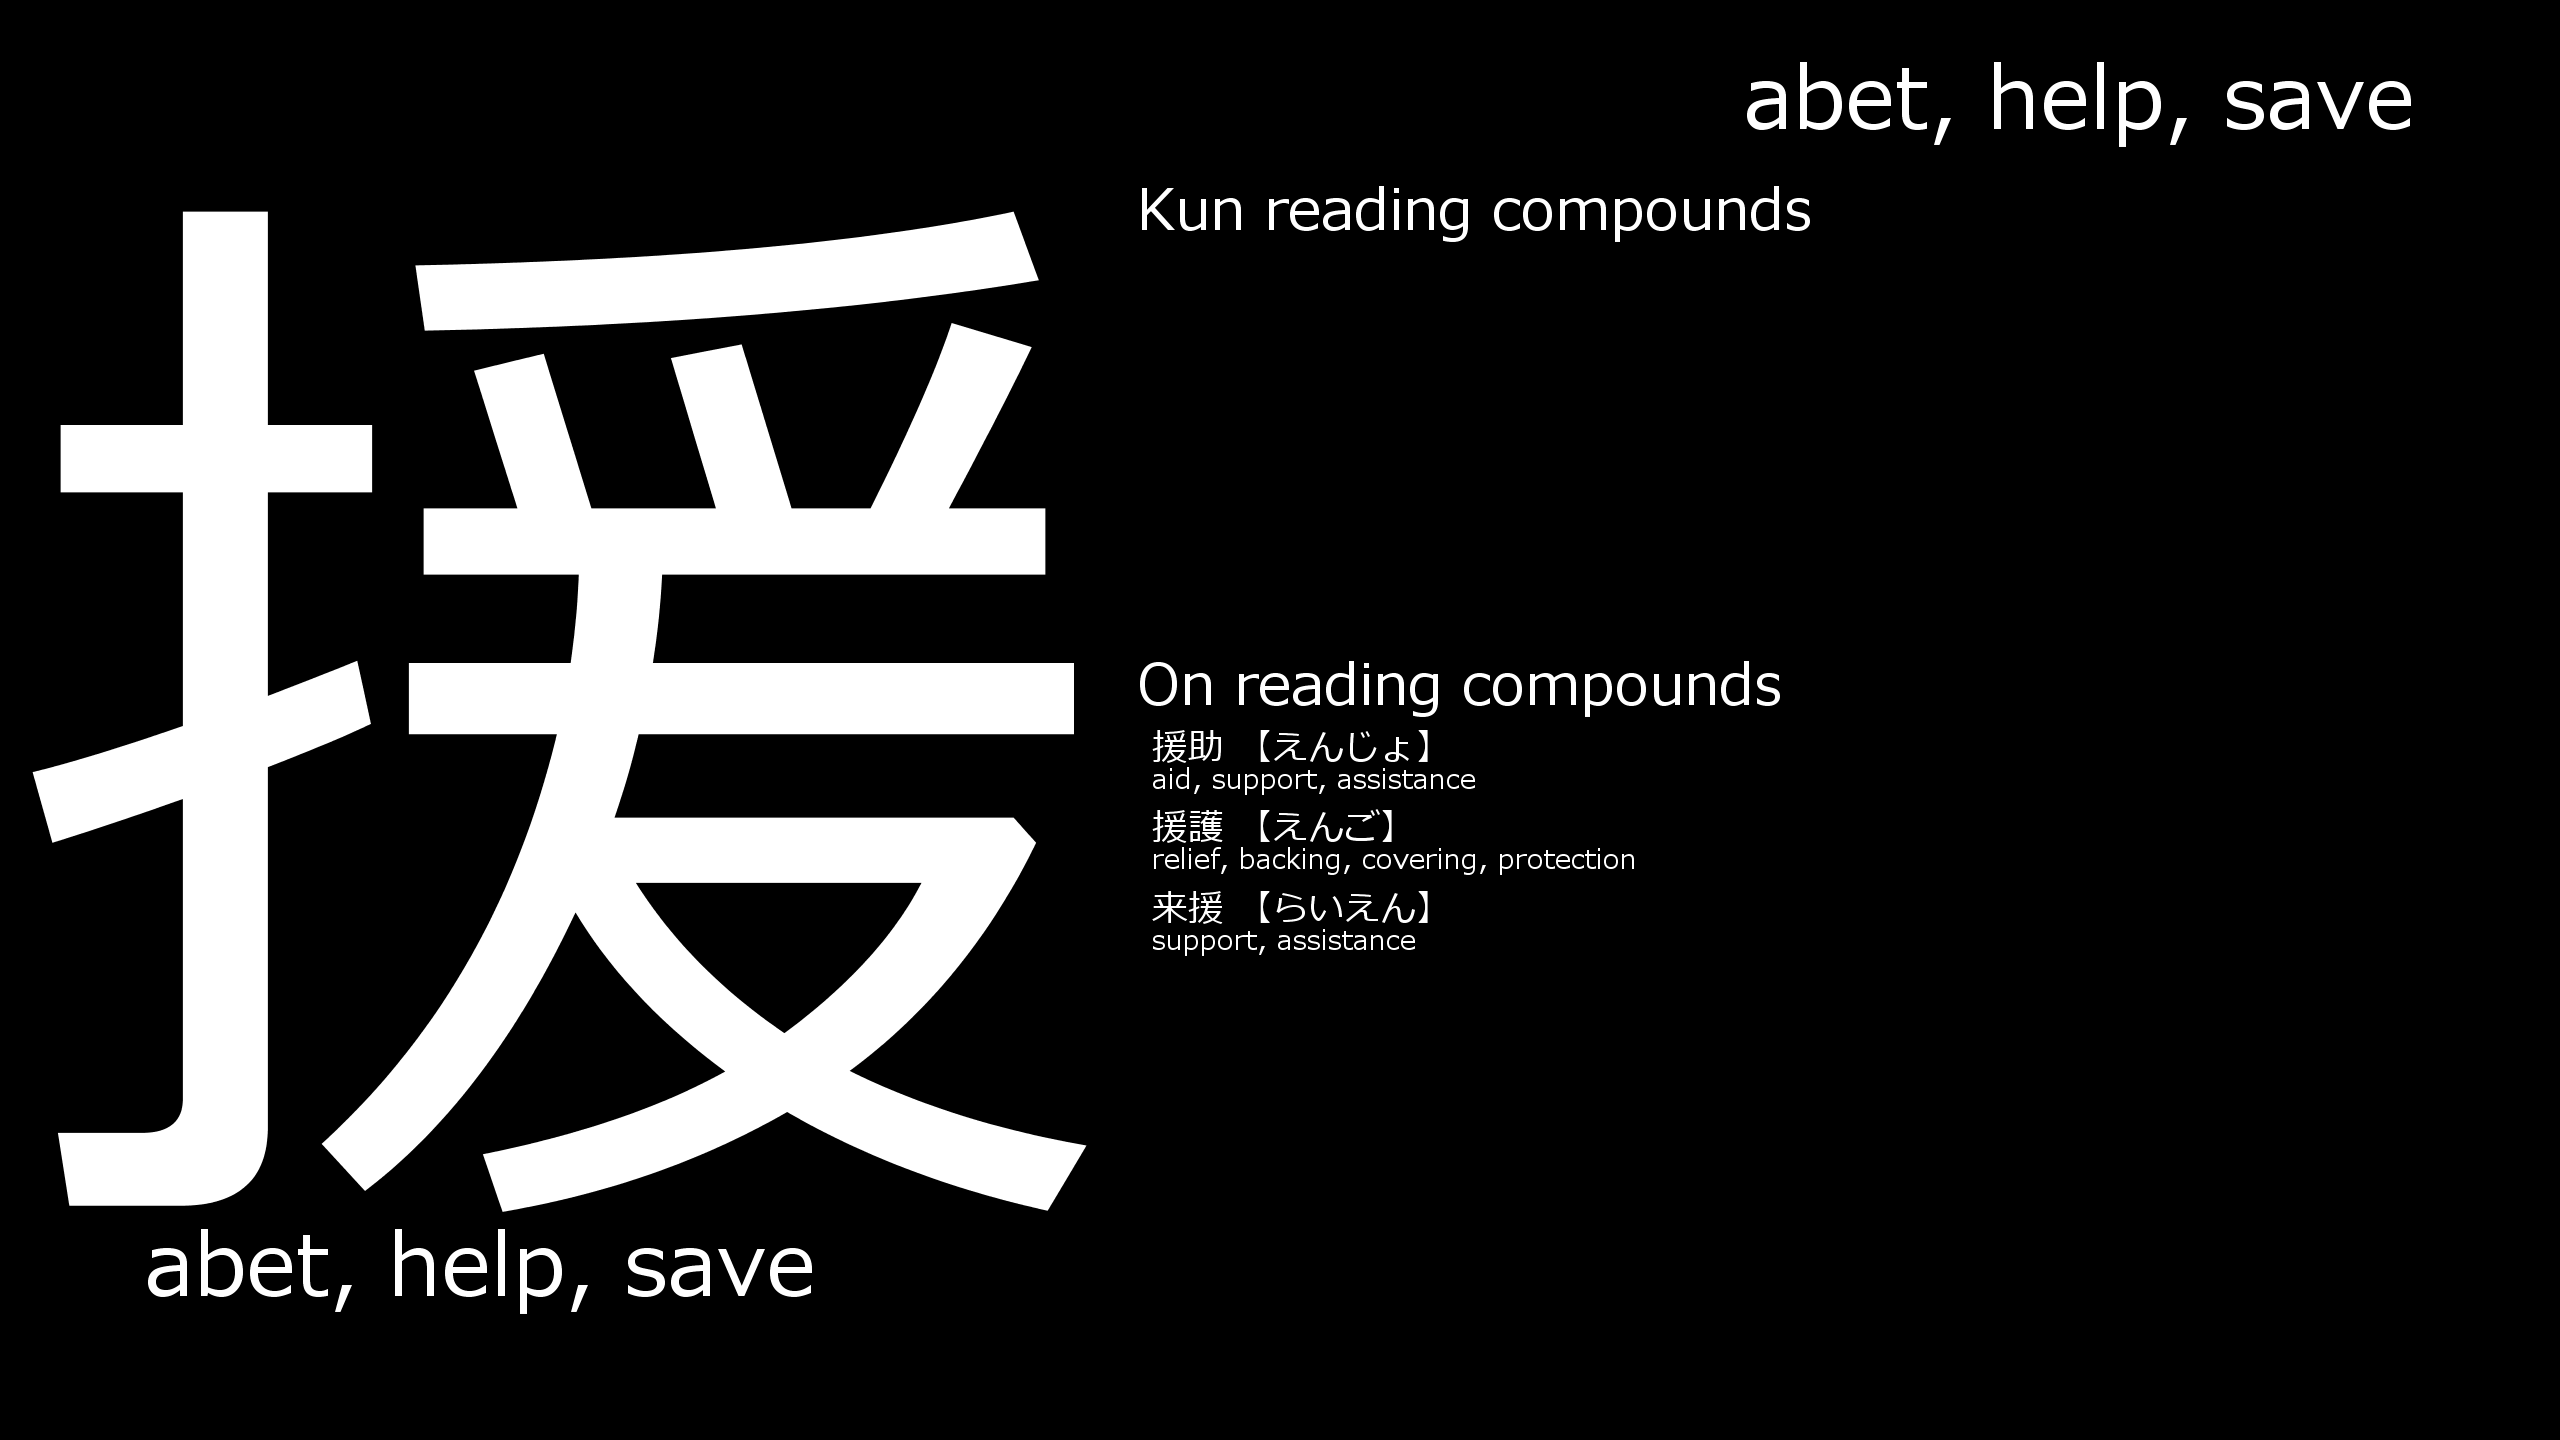 abet, help, save
Kun reading compounds
援
On reading compounds
援助 【えんじょ】
aid, support, assistance
援護 【えんご】
relief, backing, covering, protection
来援 【らいえん】
support, assistance
abet, help, save